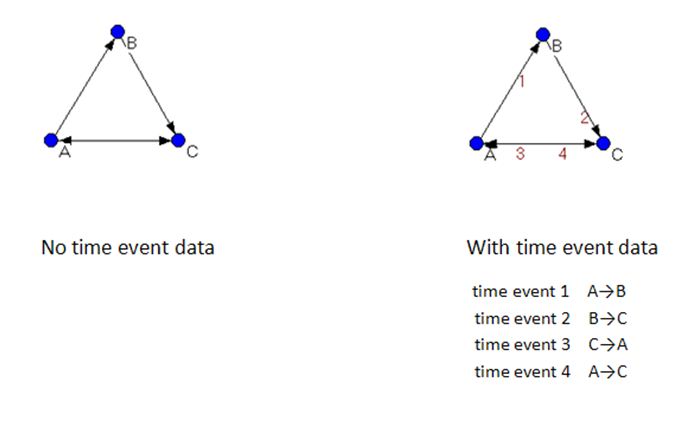 B
A
C
B
1
2
A
3
4
C
No time event data
With time event data
time event 1 A→B
time event 2 B→C
time event 3 C→A
time event 4 A→C